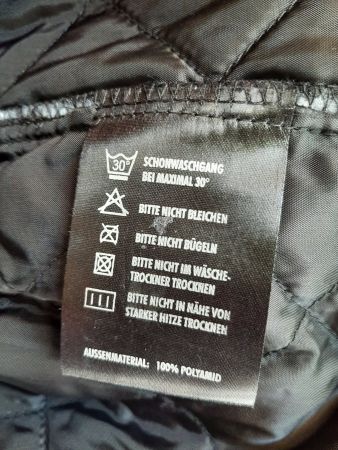 30°
SCHONWASCHGANG
BEI MAXIMAL 30°
BITTE NICHT BLEICHEN
BITTE NICHT BÜGELN
BITTE NICHT IM WÄSCHE-
TROCKNER TROCKNEN
BITTE NICHT IN NÄHE VON
STARKER HITZE TROCKNEN
AUSSENMATERIAL: 100% POLYAMID